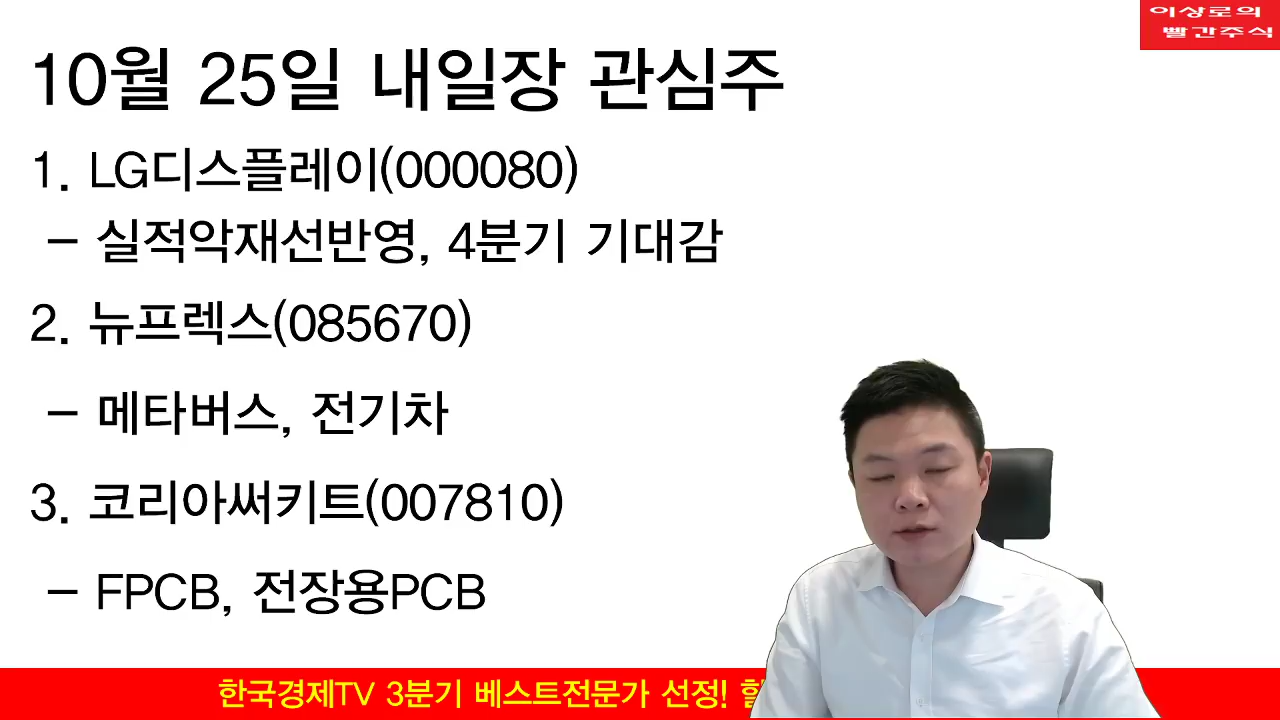 이상로의
빨간주식
10월 25일 내일장 관심주
1. LG디스플레이(000080)
- 실적악재선반영, 4분기 기대감
2. 뉴프렉스(085670)
- 메타버스, 전기차
3. 코리아써키트(007810)
- FPCB, 전장용PCB
한국경제TV 3분기 베스트전문가 선정!